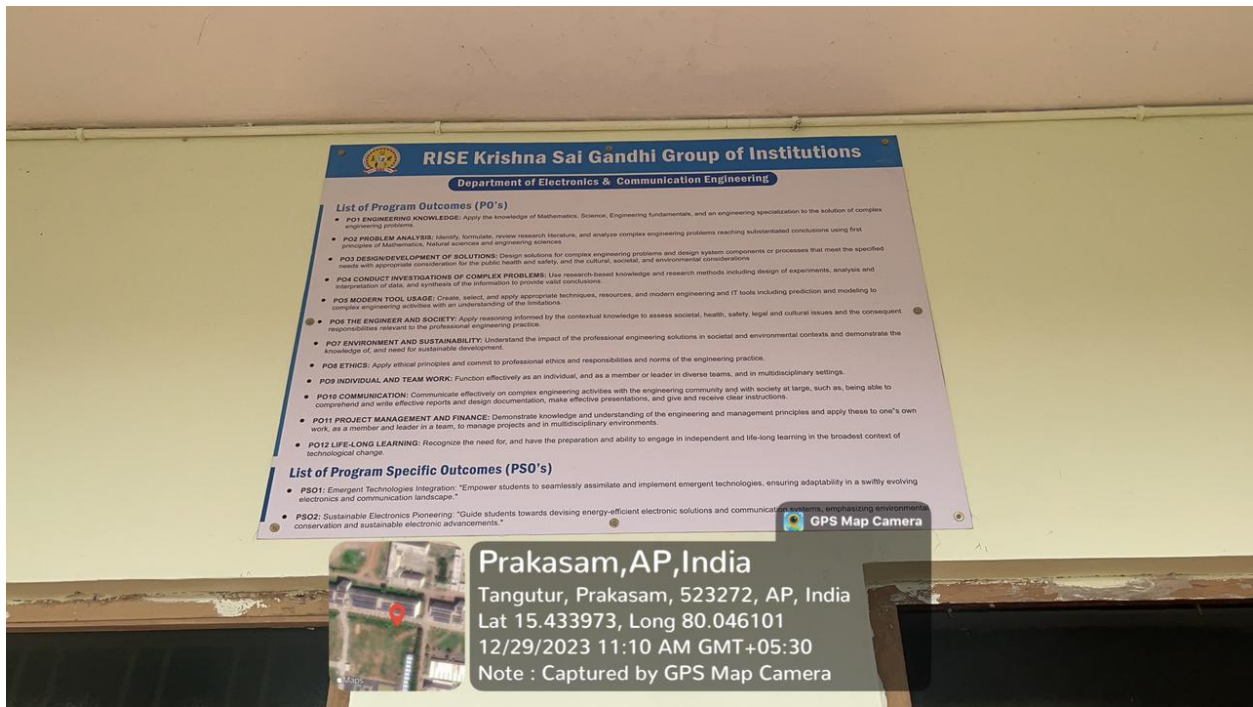 RISE Krishna Sai Gandhi Group of Institutions
Department of Electronics & Communication Engineering
List of Program Outcomes (PO's)
• PO1 ENGINEERING KNOWLEDGE: Apply the knowledge of Mathematics, Science, Engineering fundamentals, and an engineering specialization to the solution of complex
engineering problems.
• PO2 PROBLEM ANALYSIS: Identify, formulate, review research literature, and analyze complex engineering problems reaching substantiated conclusions using first
principles of Mathematics, Natural sciences and engineering sciences
• PO3 DESIGN/DEVELOPMENT OF SOLUTIONS: Design solutions for complex engineering problems and design system components or processes that meet the specified
needs with appropriate consideration for the public health and safety, and the cultural, societal, and environmental considerations
• PO4 CONDUCT INVESTIGATIONS OF COMPLEX PROBLEMS: Use research-based knowledge and research methods including design of experiments, analysis and
interpretation of data, and synthesis of the information to provide valid conclusions.
• PO5 MODERN TOOL USAGE: Create, select, and apply appropriate techniques, resources, and modern engineering and IT tools including prediction and modeling to
complex engineering activities with an understanding of the limitations
• PO6 THE ENGINEER AND SOCIETY: Apply reasoning informed by the contextual knowledge to assess societal, health, safety, legal and cultural issues and the consequent
responsibilities relevant to the professional engineering practice.
• PO7 ENVIRONMENT AND SUSTAINABILITY: Understand the impact of the professional engineering solutions in societal and environmental contexts and demonstrate the
knowledge of, and need for sustainable development.
• PO8 ETHICS: Apply ethical principles and commit to professional ethics and responsibilities and norms of the engineering practice.
• PO9 INDIVIDUAL AND TEAM WORK: Function effectively as an individual, and as a member or leader in diverse teams, and in multidisciplinary settings.
• PO10 COMMUNICATION: Communicate effectively on complex engineering activities with the engineering community and with society at large, such as, being able to
comprehend and write effective reports and design documentation, make effective presentations, and give and receive clear instructions.
• PO11 PROJECT MANAGEMENT AND FINANCE: Demonstrate knowledge and understanding of the engineering and management principles and apply these to one"s own
work, as a member and leader in a team, to manage projects and in multidisciplinary environments.
• PO12 LIFE-LONG LEARNING: Recognize the need for, and have the preparation and ability to engage in independent and life-long learning in the broadest context of
technological change.
List of Program Specific Outcomes (PSO's)
• PSO1: Emergent Technologies Integration: "Empower students to seamlessly assimilate and implement emergent technologies, ensuring adaptability in a swiftly evolving
electronics and communication landscape."
• PSO2: Sustainable Electronics Pioneering: "Guide students towards devising energy-efficient electronic solutions and communication systems, emphasizing environmental
conservation and sustainable electronic advancements."
GPS Map Camera
Prakasam,AP,India
Tangutur, Prakasam, 523272, AP, India
Lat 15.433973, Long 80.046101
12/29/2023 11:10 AM GMT+05:30
Note : Captured by GPS Map Camera
Maps